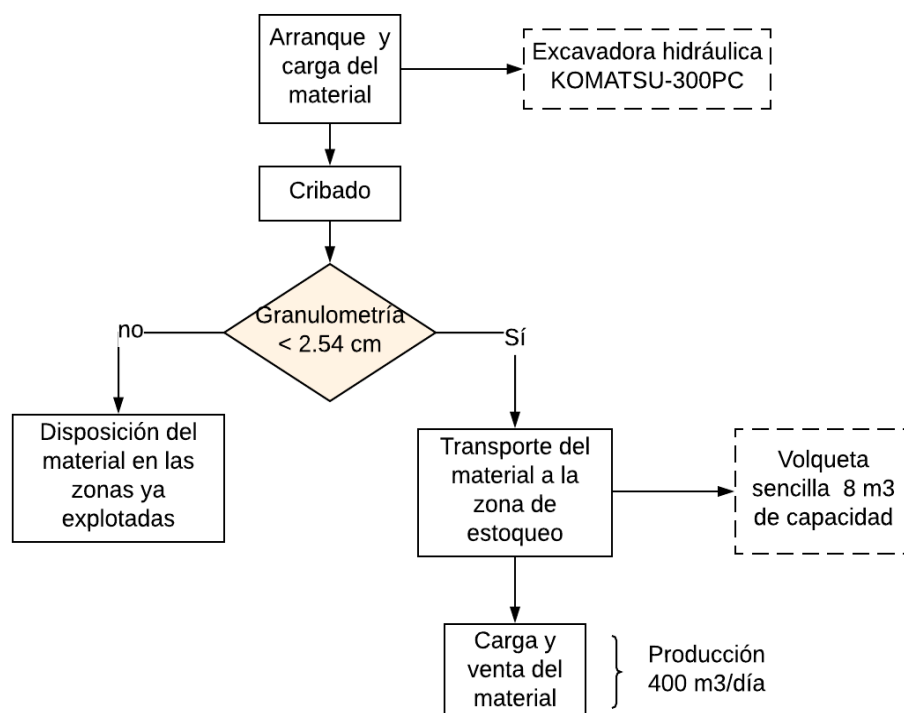 Arranque y
carga del
material
Excavadora hidráulica
KOMATSU-300PC
Cribado
Granulometría
< 2.54 cm
no
Sí
Disposición del
material en las
zonas ya
explotadas
Transporte del
material a la
zona de
estoqueo
Volqueta
sencilla 8 m3
de capacidad
Carga y
venta del
material
Producción
400 m3/día